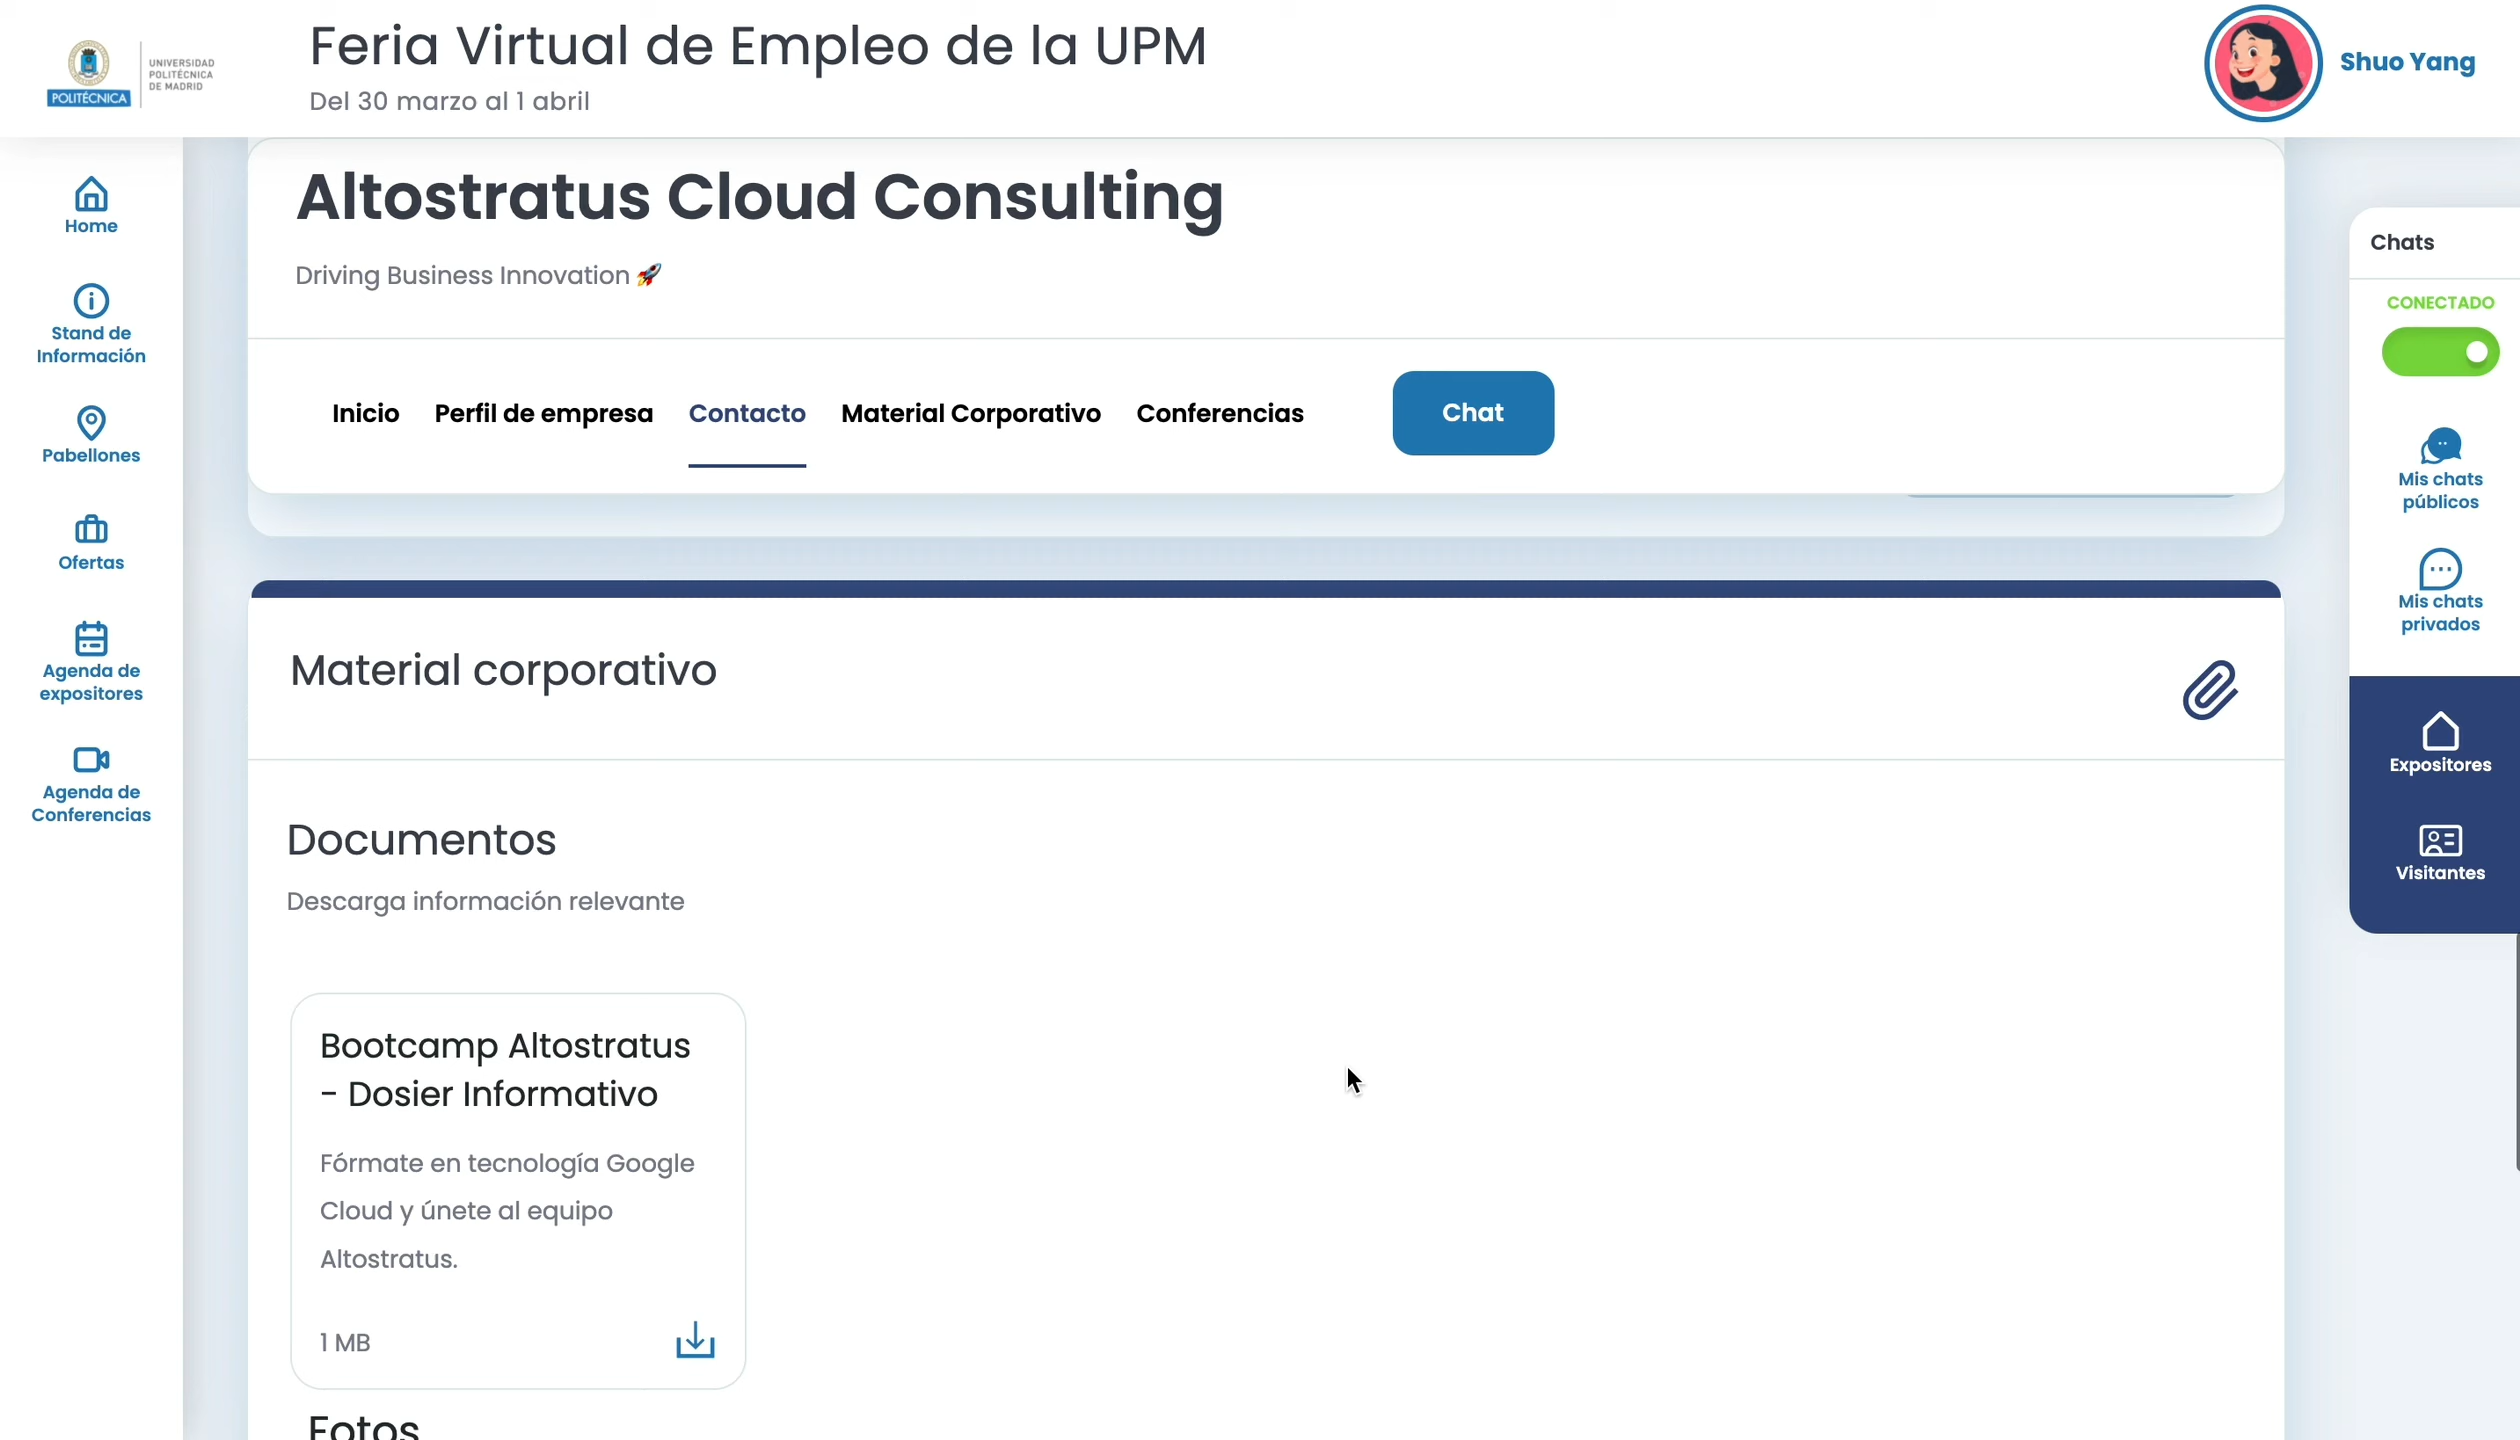 POLITÉCNICA
UNIVERSIDAD
POLITÉCNICA
DE MADRID
Feria Virtual de Empleo de la UPM
Del 30 marzo al 1 abril
Shuo Yang
Home
Stand de
Información
Pabellones
Ofertas
Agenda de
expositores
Agenda de
Conferencias
Altostratus Cloud Consulting
Driving Business Innovation 🚀
Inicio Perfil de empresa Contacto Material Corporativo Conferencias Chat
Material corporativo
Documentos
Descarga información relevante
Bootcamp Altostratus
- Dosier Informativo
Fórmate en tecnología Google
Cloud y únete al equipo
Altostratus.
1 MB
Fotos
Chats
CONECTADO
Mis chats
públicos
Mis chats
privados
Expositores
Visitantes